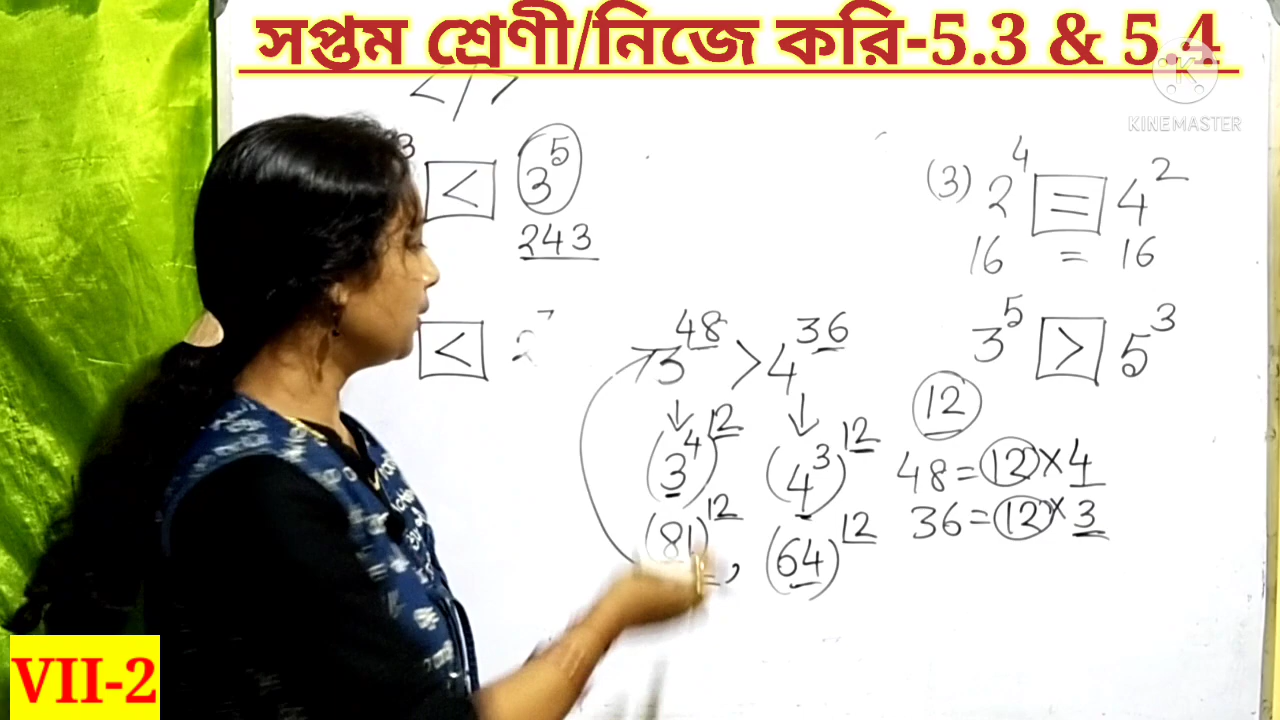 সপ্তম শ্রেণী/নিজে করি-5.3 & 5.4
KINEMASTER
3 < 3^5
243
(3) 2^4 = 4^2
16 = 16
<
3^48 > 4^36
3^5 > 5^3
(3^4)^12 (4^3)^12
(81)^12, (64)^12
12
48=12×4
36=12×3
VII-2